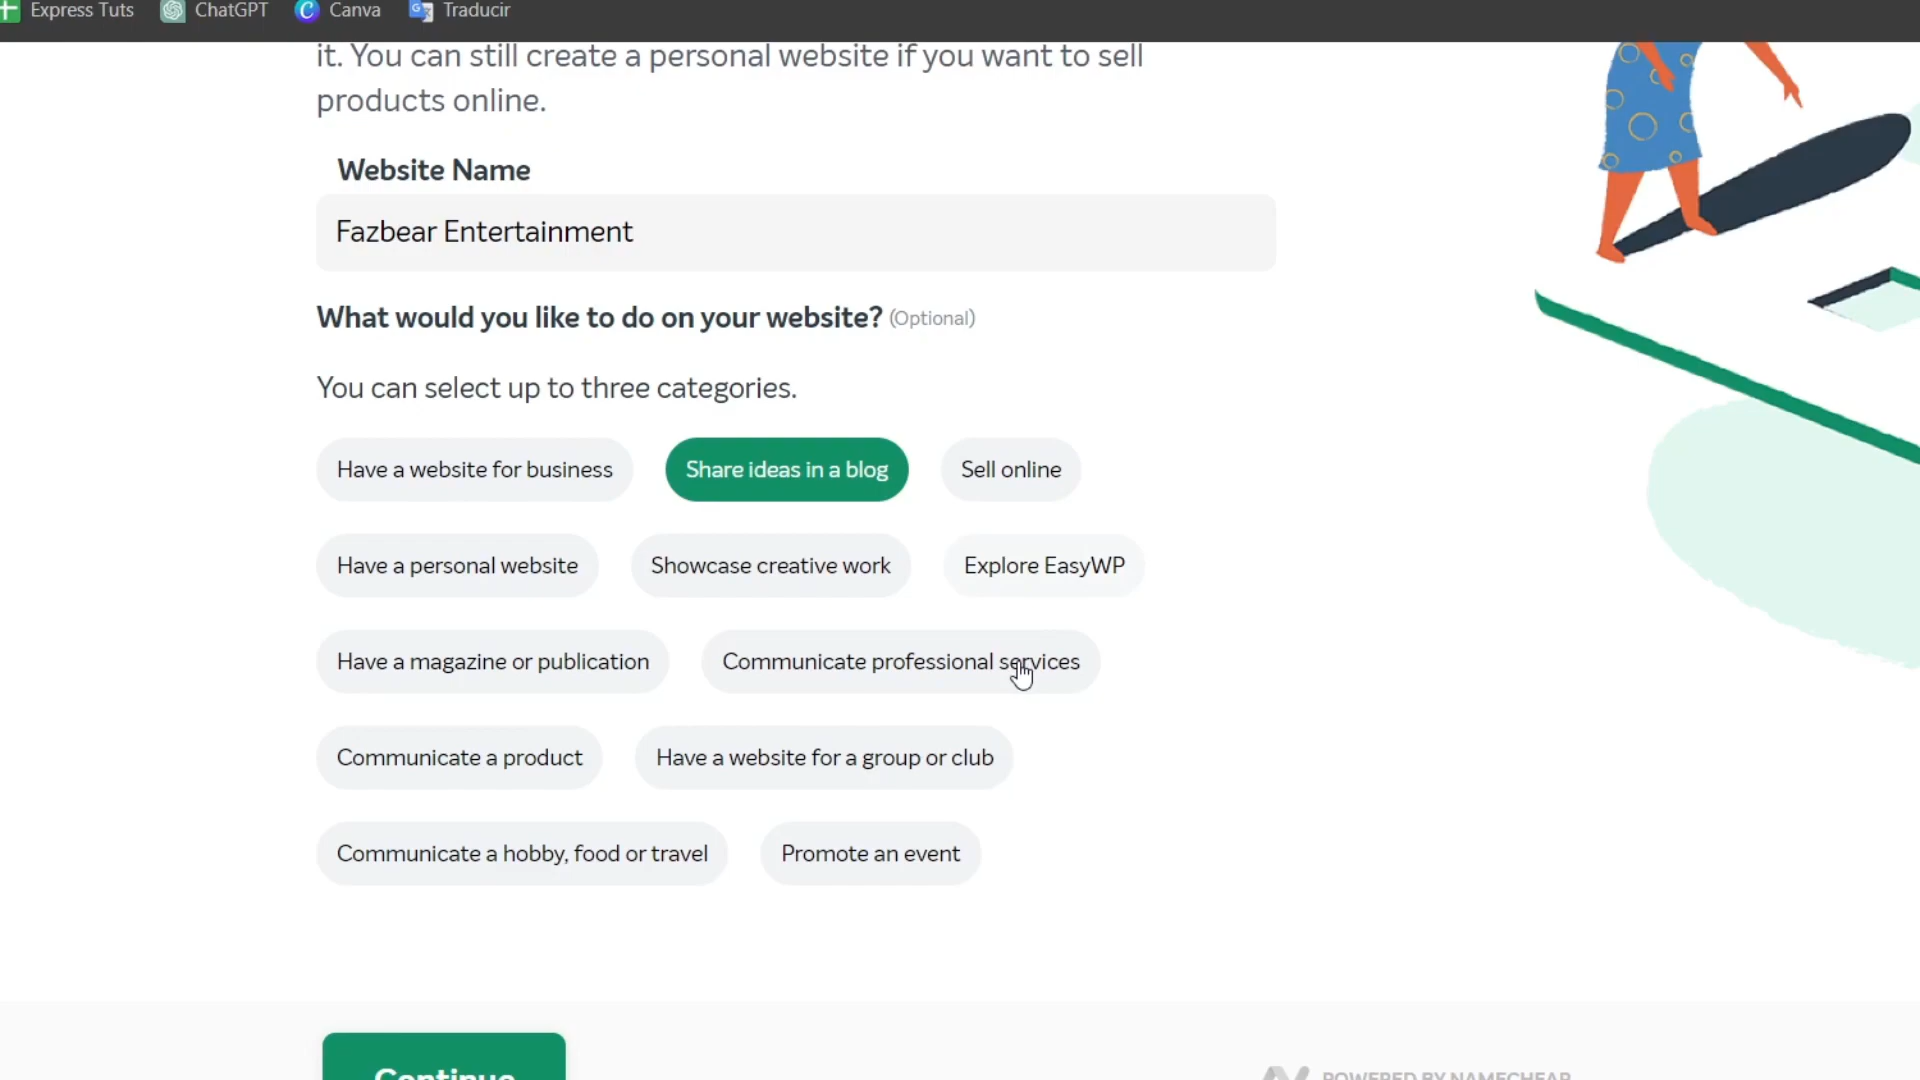 Express Tuts ChatGPT Canva Traducir
it. You can still create a personal website if you want to sell
products online.
Website Name
Fazbear Entertainment
What would you like to do on your website? (Optional)
You can select up to three categories.
Have a website for business Share ideas in a blog Sell online
Have a personal website Showcase creative work Explore EasyWP
Have a magazine or publication Communicate professional services
Communicate a product Have a website for a group or club
Communicate a hobby, food or travel Promote an event
Continue
POWERED BY NAMECHEAP